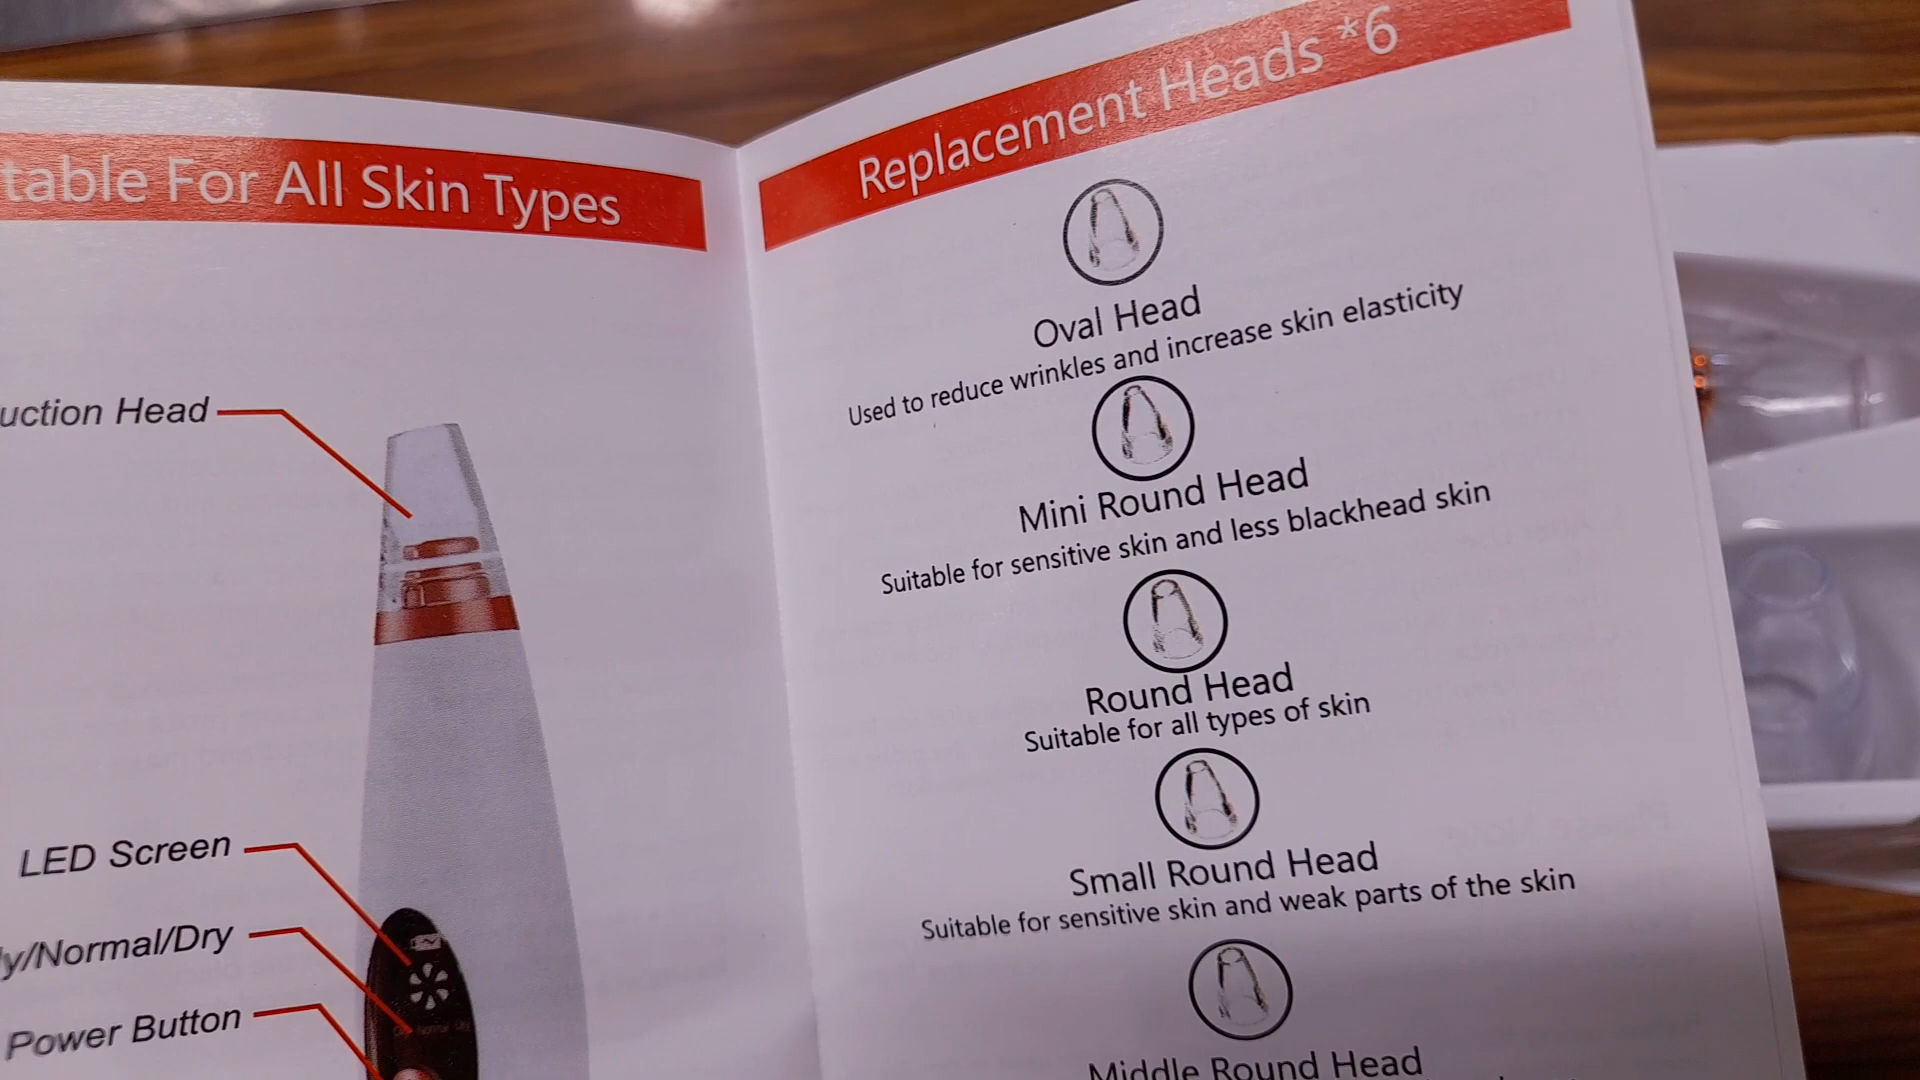 table For All Skin Types
uction Head
LED Screen
y/Normal/Dry
Power Button
Replacement Heads *6
Oval Head
Used to reduce wrinkles and increase skin elasticity
Mini Round Head
Suitable for sensitive skin and less blackhead skin
Round Head
Suitable for all types of skin
Small Round Head
Suitable for sensitive skin and weak parts of the skin
Middle Round Head